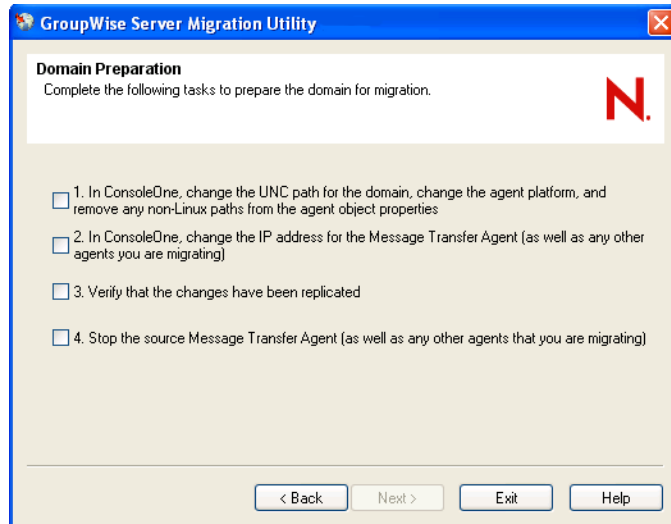 GroupWise Server Migration Utility
Domain Preparation
Complete the following tasks to prepare the domain for migration.
N.
1. In ConsoleOne, change the UNC path for the domain, change the agent platform, and
remove any non-Linux paths from the agent object properties
2. In ConsoleOne, change the IP address for the Message Transfer Agent (as well as any other
agents you are migrating)
3. Verify that the changes have been replicated
4. Stop the source Message Transfer Agent (as well as any other agents that you are migrating)
< Back Next > Exit Help